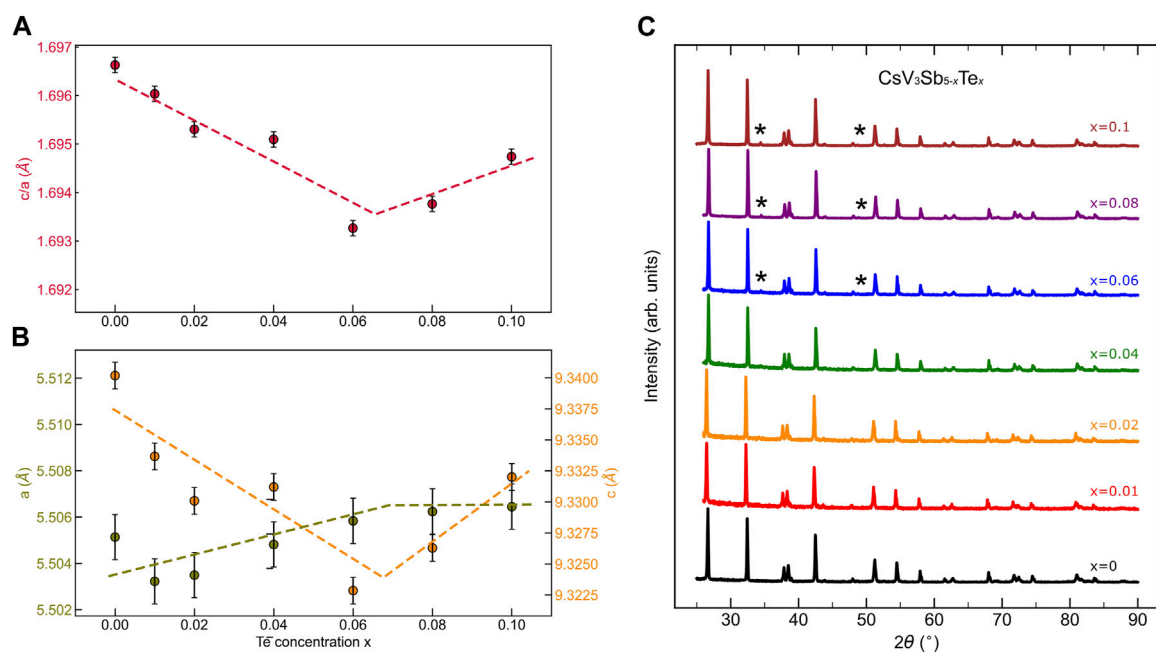 A
1.697
1.696
1.695
1.694
1.693
1.692
c/a (Å)
0.00 0.02 0.04 0.06 0.08 0.10
B
5.512
5.510
5.508
5.506
5.504
5.502
a (Å)
9.3400
9.3375
9.3350
9.3325
9.3300
9.3275
9.3250
9.3225
c (Å)
0.00 0.02 0.04 0.06 0.08 0.10
Te concentration x
C
CsV₃Sb₅₋ₓTeₓ
x=0.1
* *
x=0.08
* *
x=0.06
* *
x=0.04
x=0.02
x=0.01
x=0
Intensity (arb. units)
30 40 50 60 70 80 90
2θ (°)